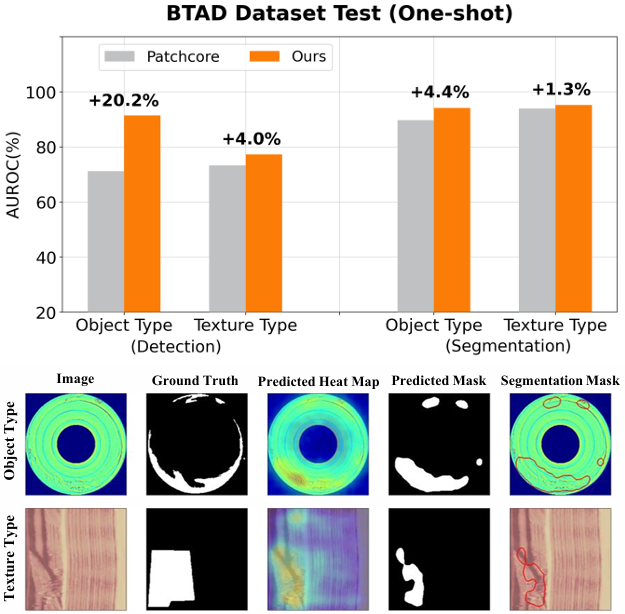 BTAD Dataset Test (One-shot)
Patchcore
Ours
AUROC(%)
100
80
60
40
20
+20.2%
+4.0%
+4.4%
+1.3%
Object Type
Texture Type
Object Type
Texture Type
(Detection)
(Segmentation)
Image
Ground Truth
Predicted Heat Map
Predicted Mask
Segmentation Mask
Object Type
Texture Type